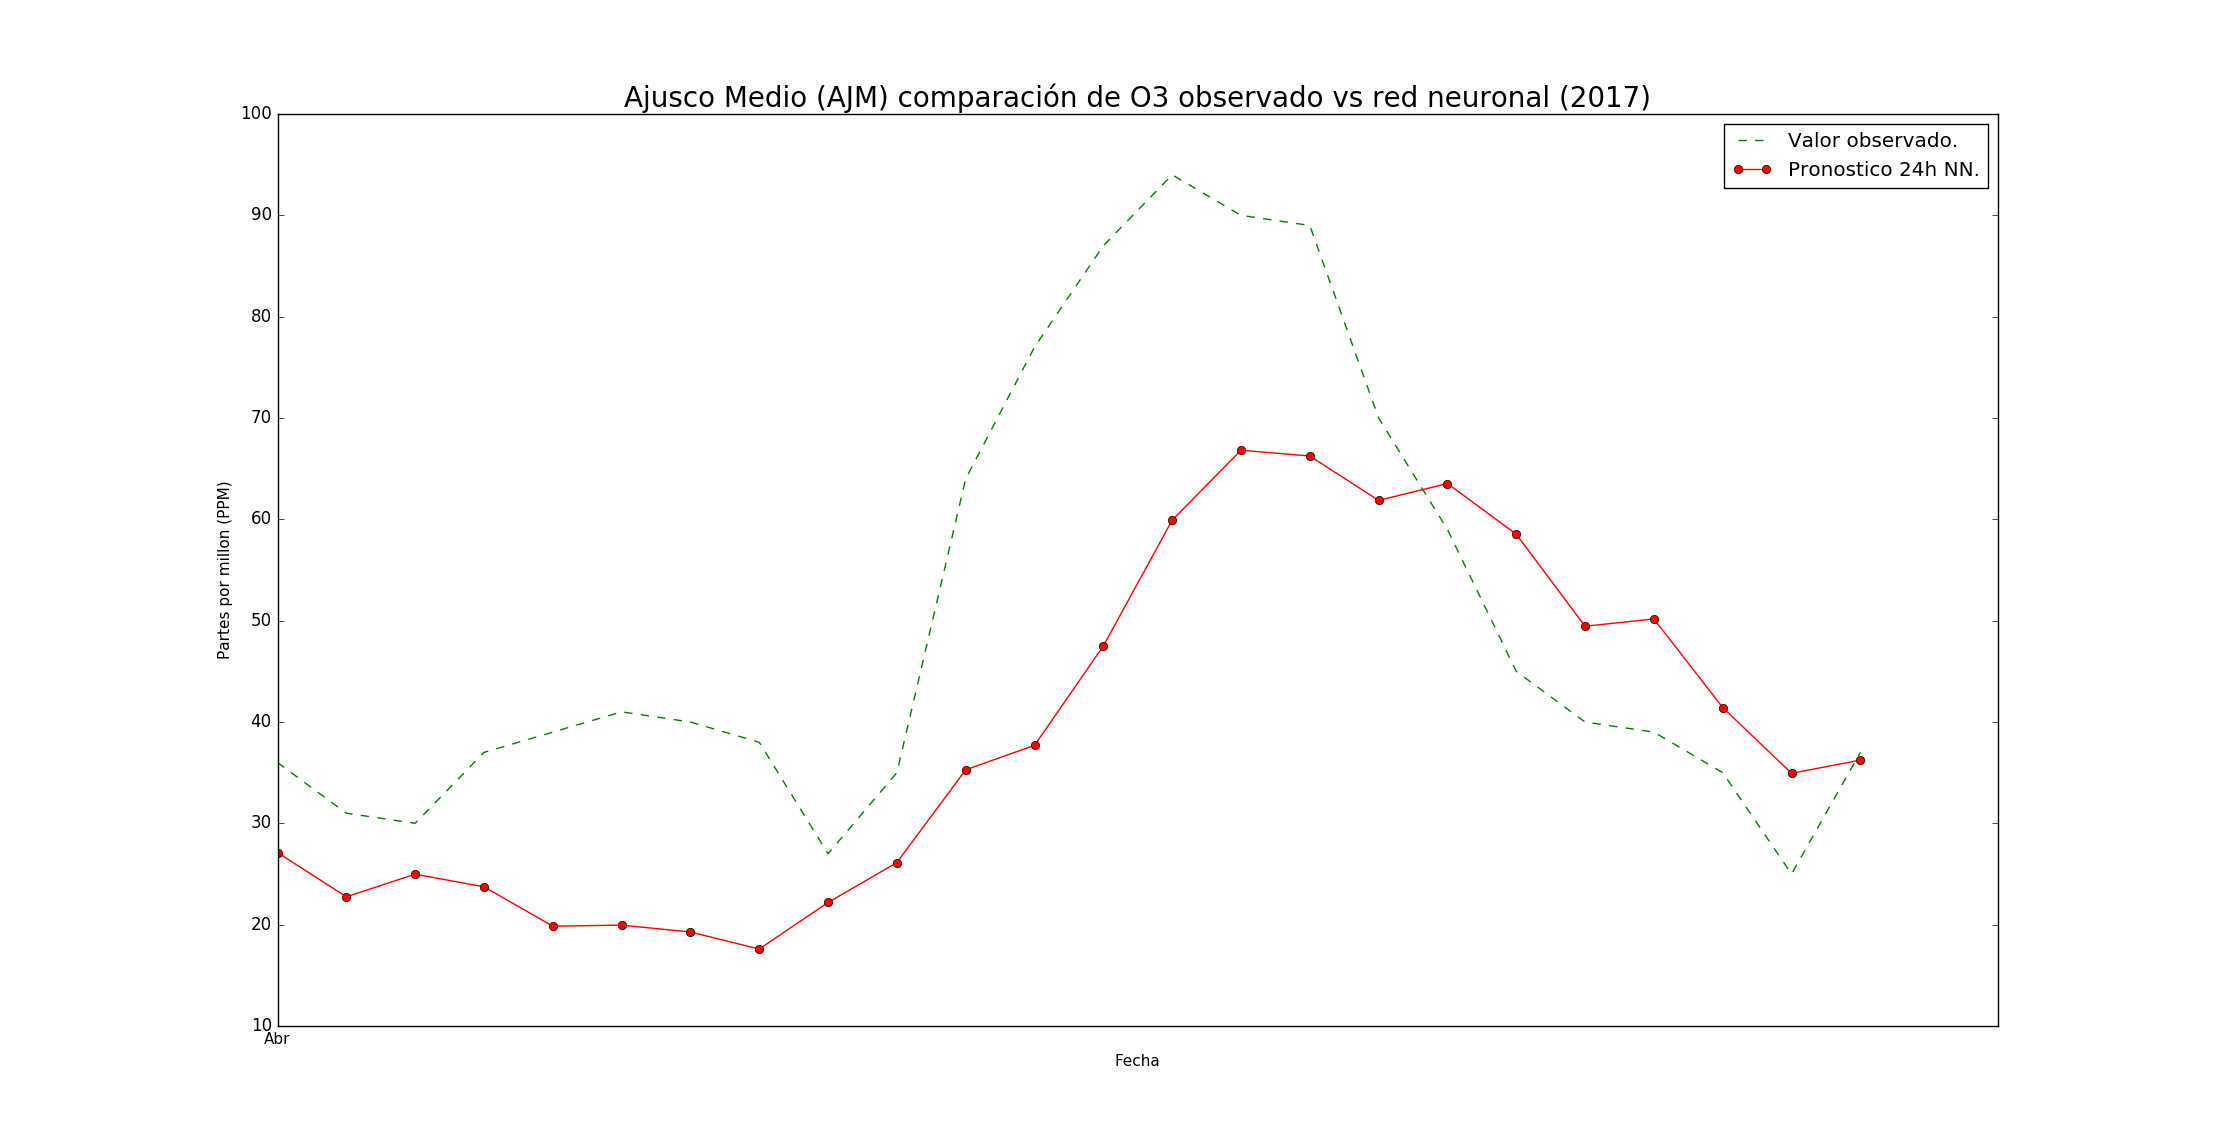 Ajusco Medio (AJM) comparación de O3 observado vs red neuronal (2017)
Valor observado.
Pronostico 24h NN.
100
90
80
70
60
50
40
30
20
10
Partes por millon (PPM)
Abr
Fecha